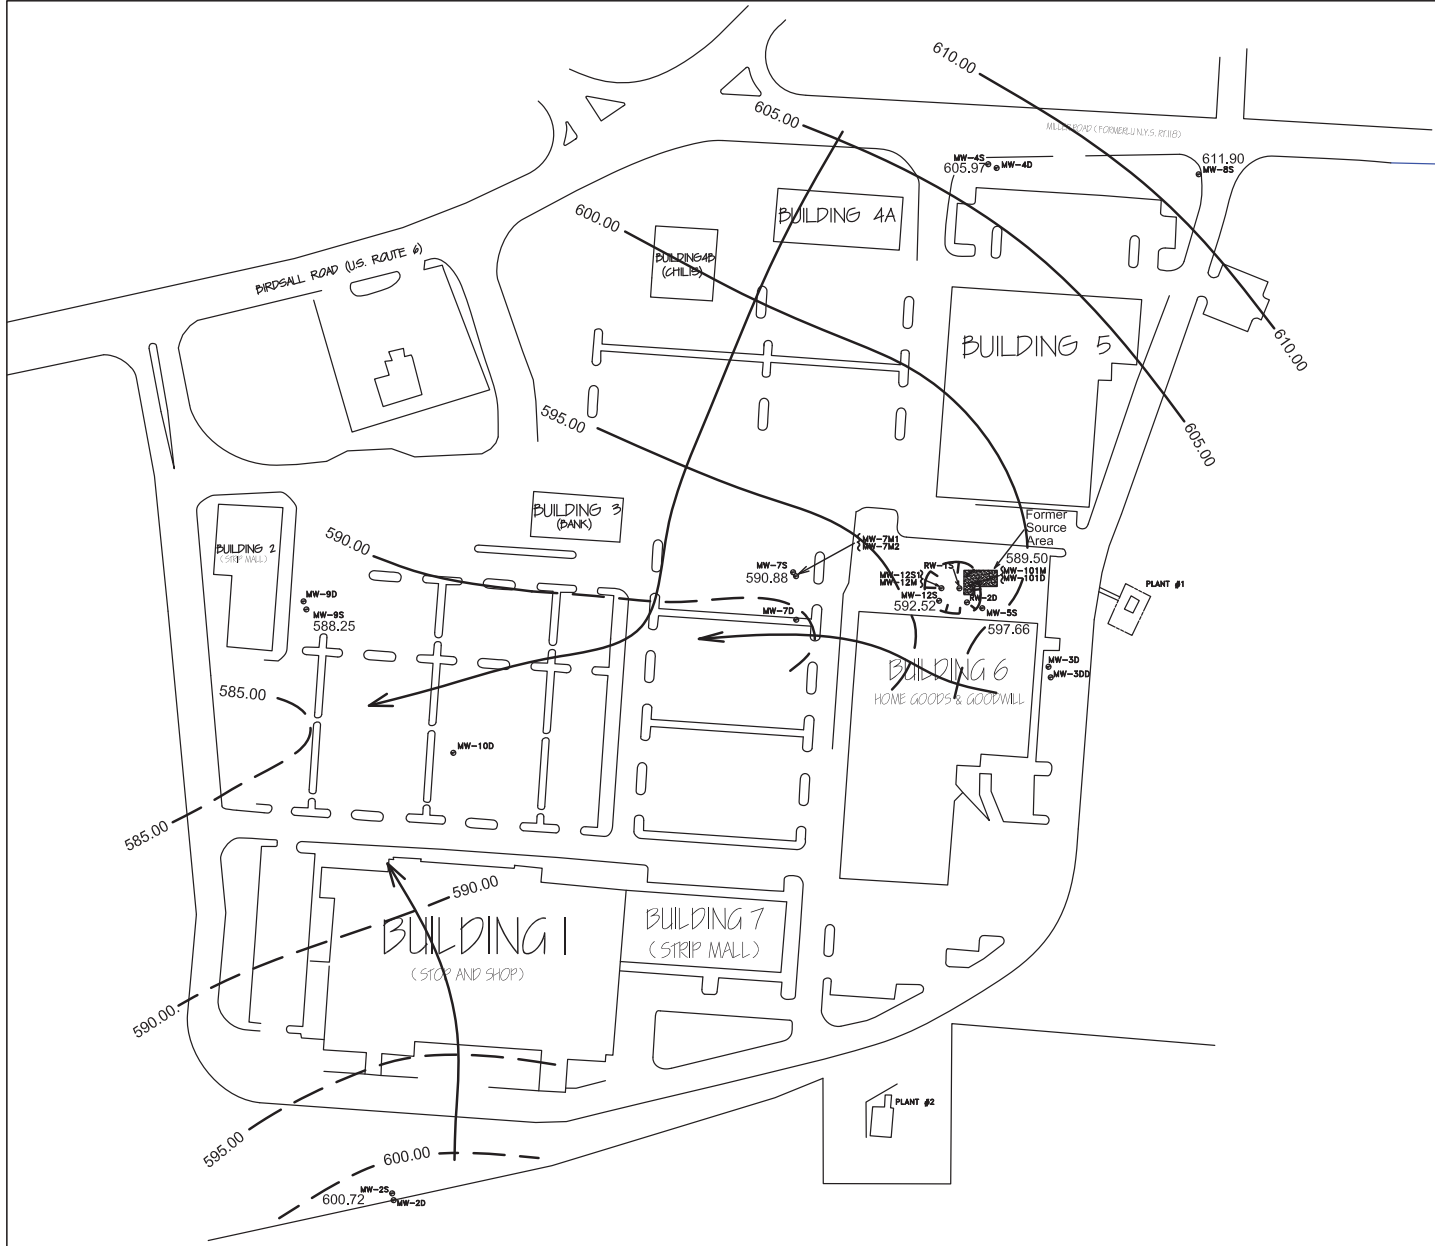 610.00
605.00
MILLER ROAD (FORMERLY N.Y.S. RT118)
MW-4S
605.97
MW-4D
611.90
MW-8S
600.00
BUILDING 4A
BUILDING4B
(CHILIS)
BIRDSALL ROAD (U.S. ROUTE 6)
610.00
BUILDING 5
595.00
605.00
BUILDING 3
(BANK)
BUILDING 2
(STRIP MALL)
590.00
Former
Source
Area
MW-7M1
MW-7M2
MW-7S
590.88
589.50
RW-1S
MW-12S1
MW-12M
MW-101M
MW-101D
PLANT #1
MW-9D
MW-12S
592.52
RW-2D
MW-9S
588.25
MW-7D
MW-5S
597.66
MW-3D
MW-3DD
BUILDING 6
HOME GOODS & GOODWILL
585.00
MW-10D
585.00
590.00
BUILDING 1
(STOP AND SHOP)
BUILDING 7
(STRIP MALL)
590.00
PLANT #2
595.00
600.00
MW-2S
600.72
MW-2D